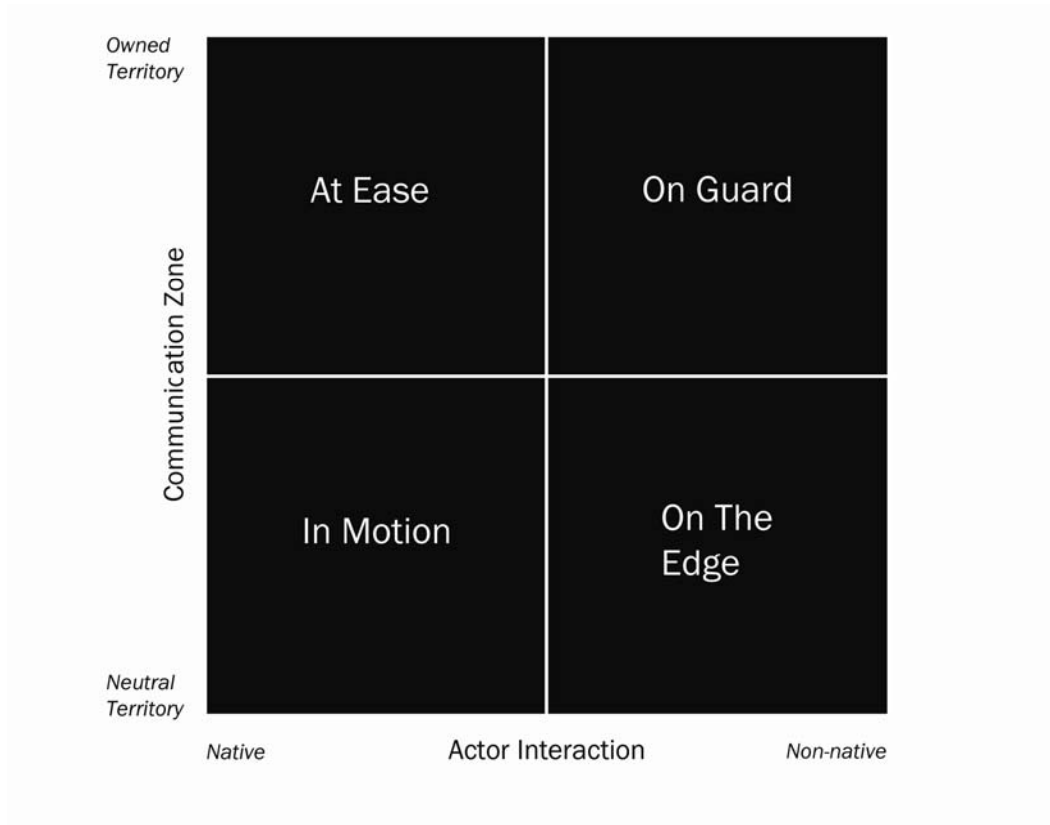 Owned
Territory
At Ease
On Guard
Communication Zone
In Motion
On The
Edge
Neutral
Territory
Native
Actor Interaction
Non-native